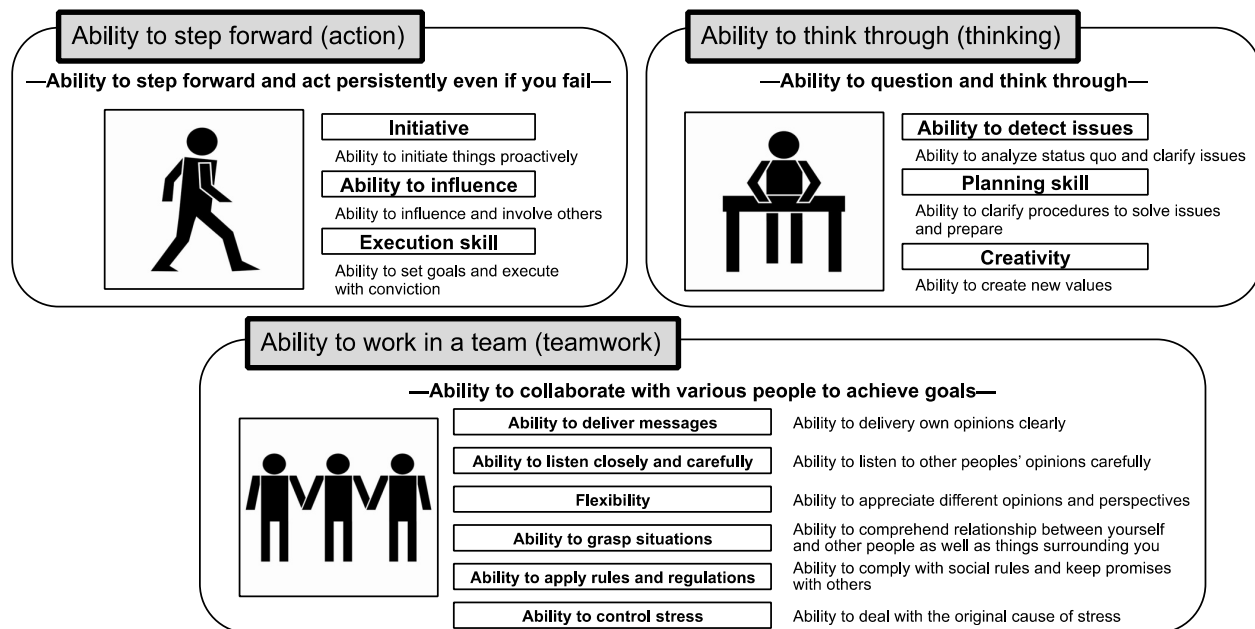 Ability to step forward (action)
—Ability to step forward and act persistently even if you fail—
Initiative
Ability to initiate things proactively
Ability to influence
Ability to influence and involve others
Execution skill
Ability to set goals and execute
with conviction
Ability to think through (thinking)
—Ability to question and think through—
Ability to detect issues
Ability to analyze status quo and clarify issues
Planning skill
Ability to clarify procedures to solve issues
and prepare
Creativity
Ability to create new values
Ability to work in a team (teamwork)
—Ability to collaborate with various people to achieve goals—
Ability to deliver messages
Ability to delivery own opinions clearly
Ability to listen closely and carefully
Ability to listen to other peoples’ opinions carefully
Flexibility
Ability to appreciate different opinions and perspectives
Ability to grasp situations
Ability to comprehend relationship between yourself
and other people as well as things surrounding you
Ability to apply rules and regulations
Ability to comply with social rules and keep promises
with others
Ability to control stress
Ability to deal with the original cause of stress